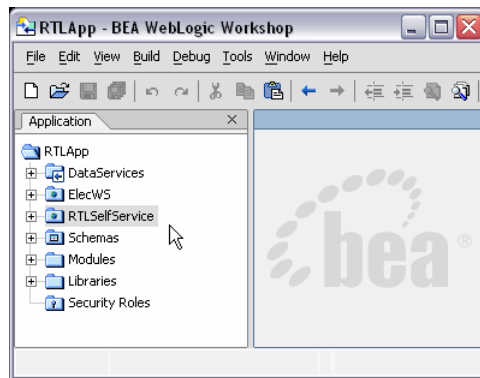 RTLApp - BEA WebLogic Workshop
File Edit View Build Debug Tools Window Help
Application
RTLApp
DataServices
ElecWS
RTLSelfService
Schemas
Modules
Libraries
Security Roles
bea®